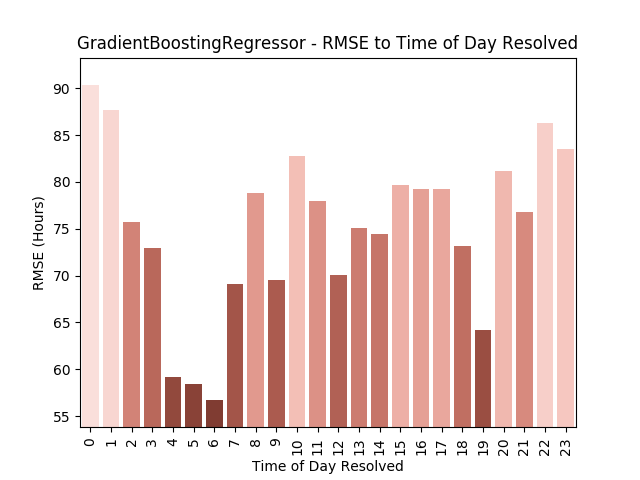 GradientBoostingRegressor - RMSE to Time of Day Resolved
RMSE (Hours)
90
85
80
75
70
65
60
55
0 1 2 3 4 5 6 7 8 9 10 11 12 13 14 15 16 17 18 19 20 21 22 23
Time of Day Resolved